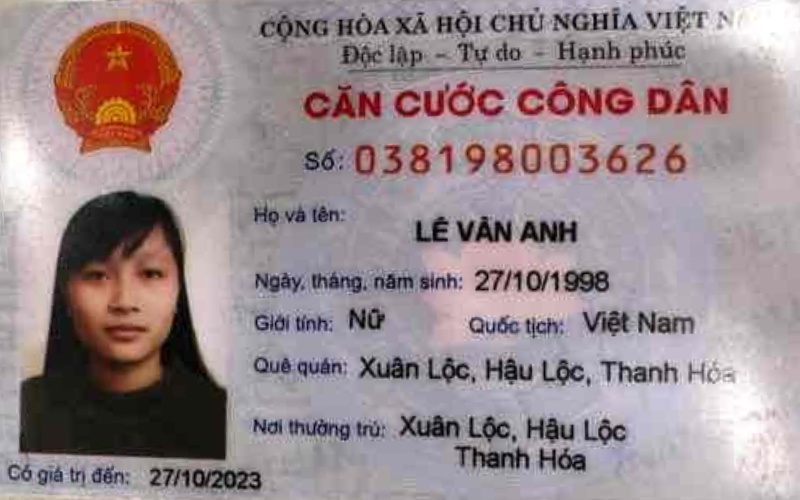 CỘNG HÒA XÃ HỘI CHỦ NGHĨA VIỆT
Độc lập – Tự do – Hạnh phúc
CĂN CƯỚC CÔNG DÂN
Số: 038198003626
Họ và tên:
LÊ VÂN ANH
Ngày, tháng, năm sinh: 27/10/1998
Giới tính: Nữ Quốc tịch: Việt Nam
Quê quán: Xuân Lộc, Hậu Lộc, Thanh Hóa
Nơi thường trú: Xuân Lộc, Hậu Lộc
Thanh Hóa
Có giá trị đến: 27/10/2023